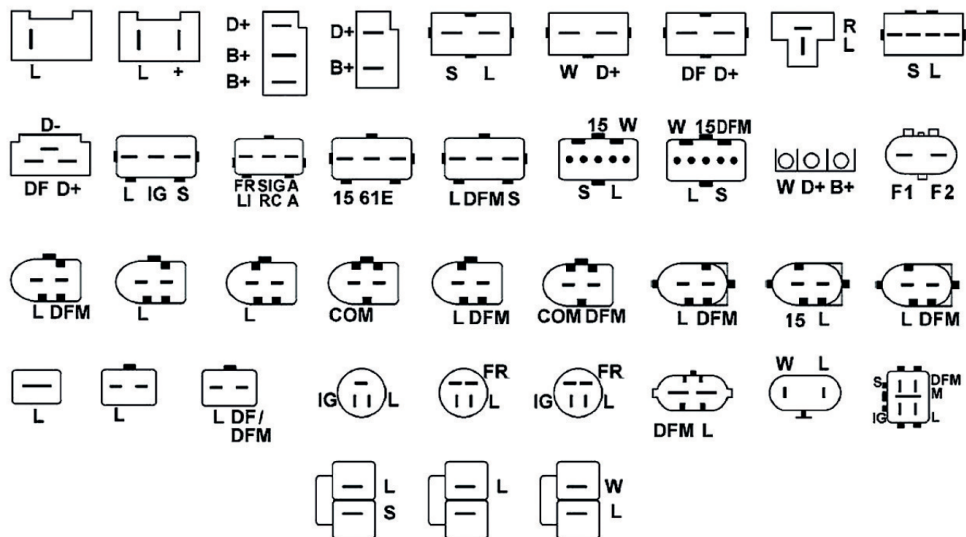 L
L +
D+
B+
B+
D+
B+
S L
W D+
DF D+
R
L
S L
D-
DF D+
L IG S
FR SIG A
LI RC A
15 61E
L DFM S
15 W
S L
W 15DFM
L S
W D+ B+
F1 F2
L DFM
L
L
COM
L DFM
COM DFM
L DFM
15 L
L DFM
L
L
L DF/
DFM
IG L
FR
L
FR
IG L
DFM L
W L
S DFM
M
IG L
L
S
L
W
L